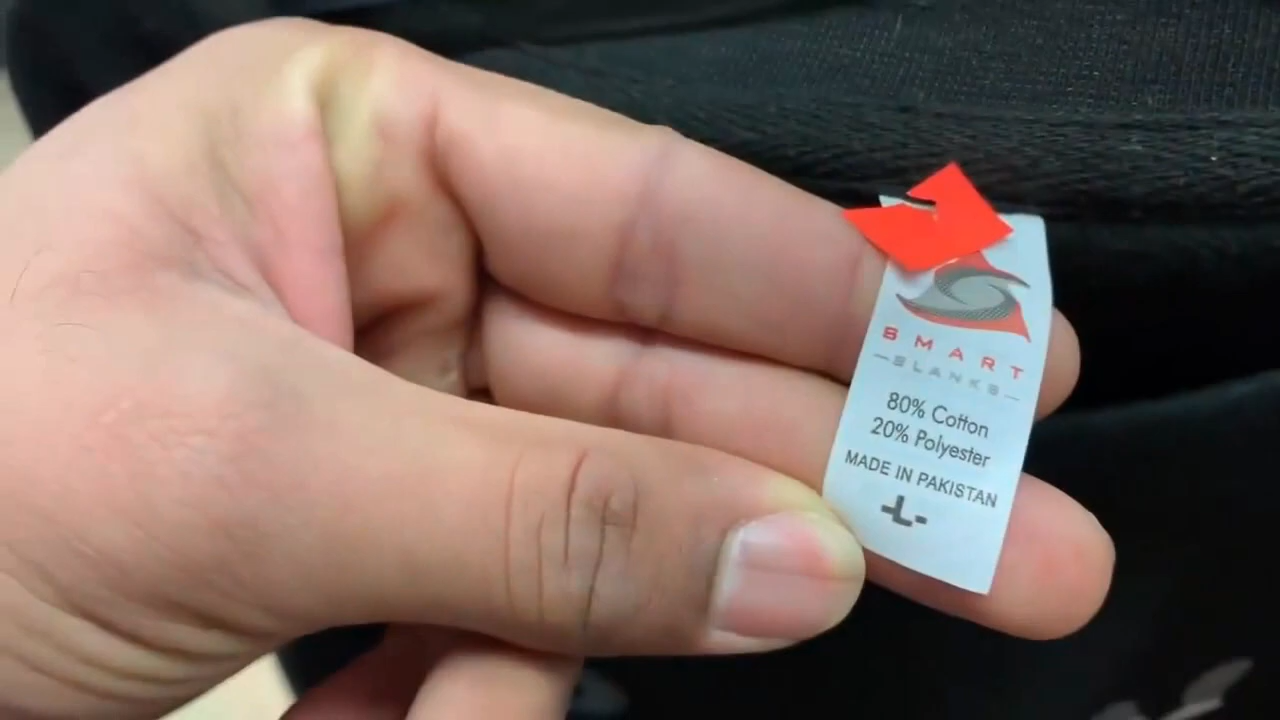 SMART
—BLANKS—
80% Cotton
20% Polyester
MADE IN PAKISTAN
-L-